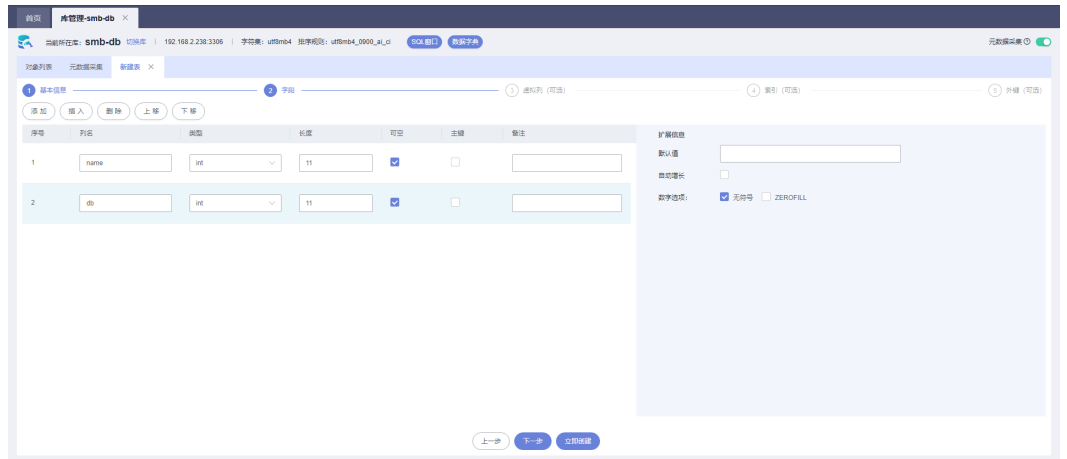 首页 库管理-smb-db ×
当前所在库: smb-db 切换库 | 192.168.2.238:3306 | 字符集: utf8mb4 排序规则: utf8mb4_0900_ai_ci SQL窗口 数据字典 元数据采集
对象列表 元数据采集 新建表 ×
1 基本信息 2 字段 3 虚拟列 (可选) 4 索引 (可选) 5 外键 (可选)
添加 插入 删除 上移 下移
序号 列名 类型 长度 可空 主键 备注
1 name int 11
2 db int 11
扩展信息
默认值
自动增长
数字选项: 无符号 ZEROFILL
上一步 下一步 立即创建